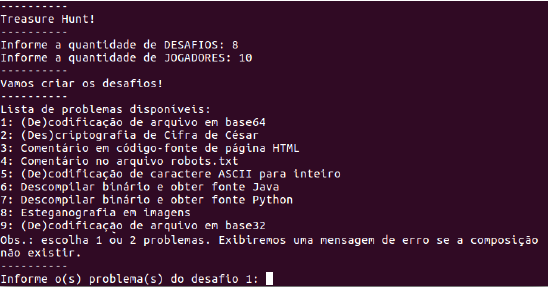 ----------
Treasure Hunt!
----------
Informe a quantidade de DESAFIOS: 8
Informe a quantidade de JOGADORES: 10
----------
Vamos criar os desafios!
----------
Lista de problemas disponíveis:
1: (De)codificação de arquivo em base64
2: (Des)criptografia de Cifra de César
3: Comentário em código-fonte de página HTML
4: Comentário no arquivo robots.txt
5: (De)codificação de caractere ASCII para inteiro
6: Descompilar binário e obter fonte Java
7: Descompilar binário e obter fonte Python
8: Esteganografia em imagens
9: (De)codificação de arquivo em base32
Obs.: escolha 1 ou 2 problemas. Exibiremos uma mensagem de erro se a composição
não existir.
----------
Informe o(s) problema(s) do desafio 1: